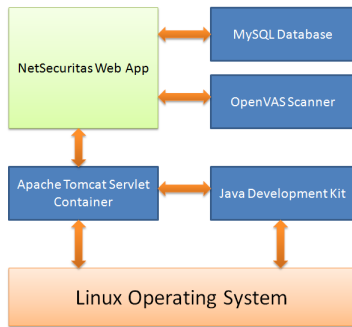 MySQL Database
NetSecuritas Web App
OpenVAS Scanner
Apache Tomcat Servlet
Container
Java Development Kit
Linux Operating System